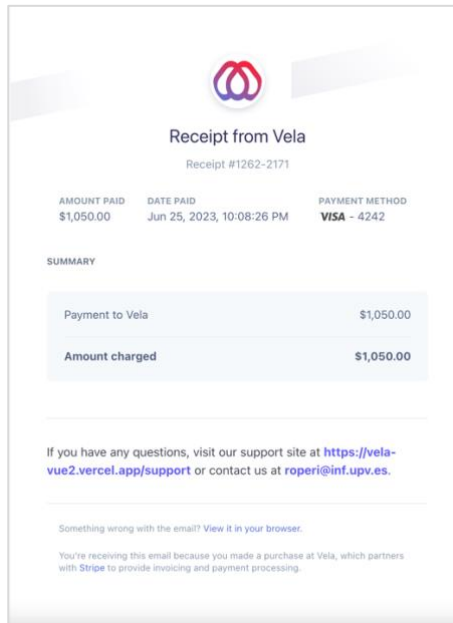 Receipt from Vela
Receipt #1262-2171
AMOUNT PAID DATE PAID PAYMENT METHOD
$1,050.00 Jun 25, 2023, 10:08:26 PM VISA - 4242
SUMMARY
Payment to Vela $1,050.00
Amount charged $1,050.00
If you have any questions, visit our support site at https://vela-
vue2.vercel.app/support or contact us at roperi@inf.upv.es.
Something wrong with the email? View it in your browser.
You're receiving this email because you made a purchase at Vela, which partners
with Stripe to provide invoicing and payment processing.